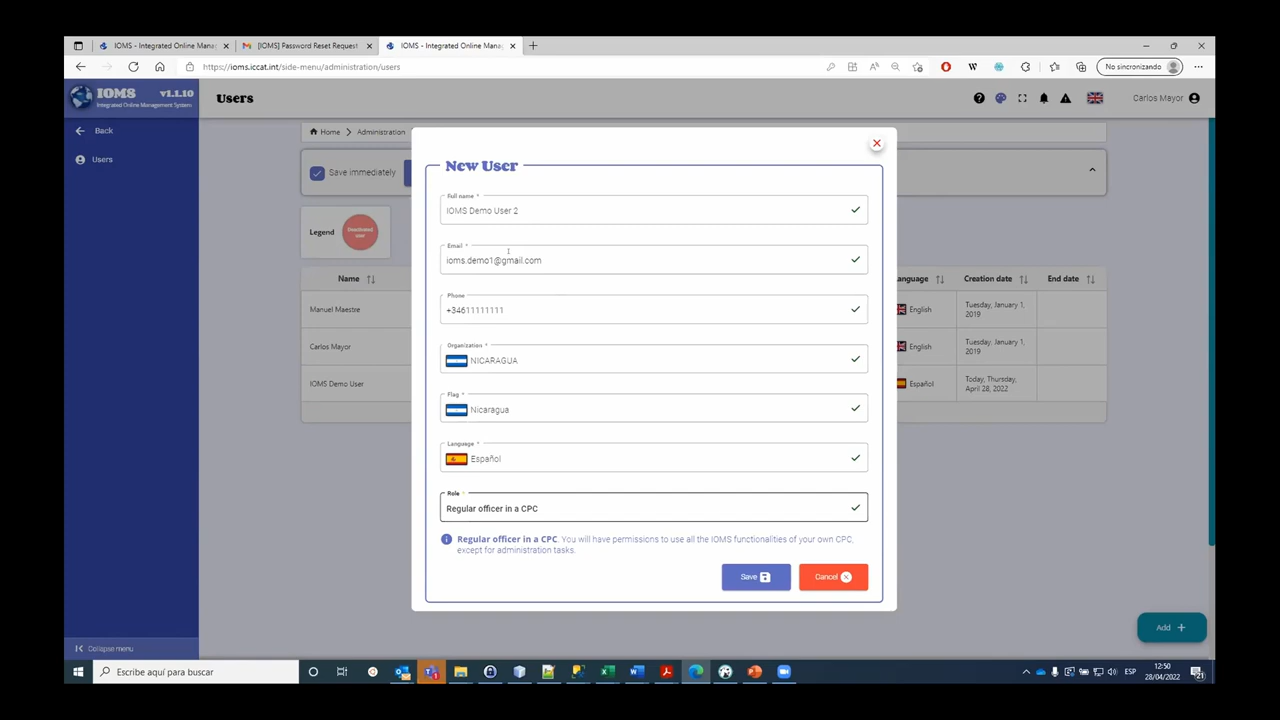 IOMS - Integrated Online Manag
[IOMS] Password Reset Request
IOMS - Integrated Online Manag
https://ioms.iccat.int/side-menu/administration/users
No sincronizando
IOMS v1.1.10
Integrated Online Management System
Users
Carlos Mayor
Back
Users
Home > Administration
Save immediately
Legend
Deactivated user
Name
anguage
Creation date
End date
Manuel Maestre
English
Tuesday, January 1, 2019
Carlos Mayor
English
Tuesday, January 1, 2019
IOMS Demo User
Español
Today, Thursday, April 28, 2022
New User
Full name *
IOMS Demo User 2
Email *
ioms.demo1@gmail.com
Phone
+34611111111
Organization *
NICARAGUA
Flag *
Nicaragua
Language *
Español
Role *
Regular officer in a CPC
Regular officer in a CPC. You will have permissions to use all the IOMS functionalities of your own CPC,
except for administration tasks.
Save
Cancel
Add +
Collapse menu
Escribe aquí para buscar
ESP
12:50
28/04/2022
21